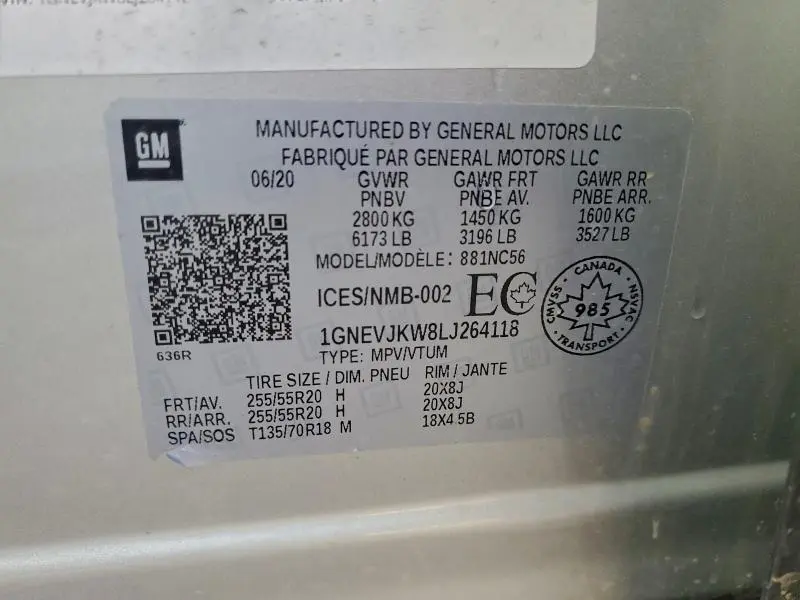 GM
MANUFACTURED BY GENERAL MOTORS LLC
FABRIQUÉ PAR GENERAL MOTORS LLC
06/20 GVWR GAWR FRT GAWR RR
PNBV PNBE AV. PNBE ARR.
2800 KG 1450 KG 1600 KG
6173 LB 3196 LB 3527 LB
MODEL/MODÈLE: 881NC56
ICES/NMB-002 EC
CMVSS · CANADA · NSVAC · TRANSPORT ·
985
1GNEVJKW8LJ264118
636R
TYPE: MPV/VTUM
TIRE SIZE / DIM. PNEU RIM / JANTE
FRT/AV. 255/55R20 H 20X8J
RR/ARR. 255/55R20 H 20X8J
SPA/SOS T135/70R18 M 18X4.5B